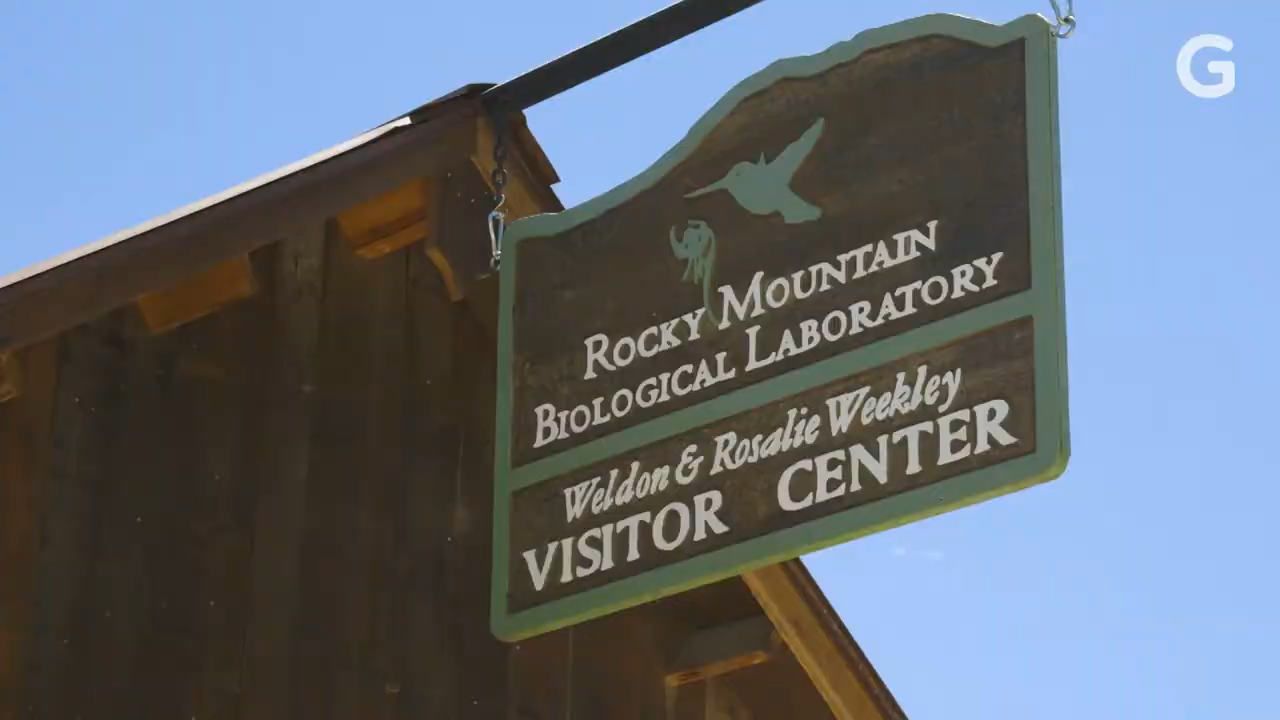 G
Rocky Mountain
Biological Laboratory
Weldon & Rosalie Weekley
VISITOR CENTER